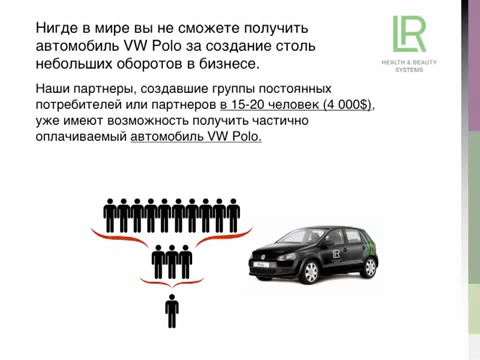 Нигде в мире вы не сможете получить
автомобиль VW Polo за создание столь
небольших оборотов в бизнесе.
LR
HEALTH & BEAUTY
SYSTEMS
Наши партнеры, создавшие группы постоянных
потребителей или партнеров в 15-20 человек (4 000$),
уже имеют возможность получить частично
оплачиваемый автомобиль VW Polo.
LR